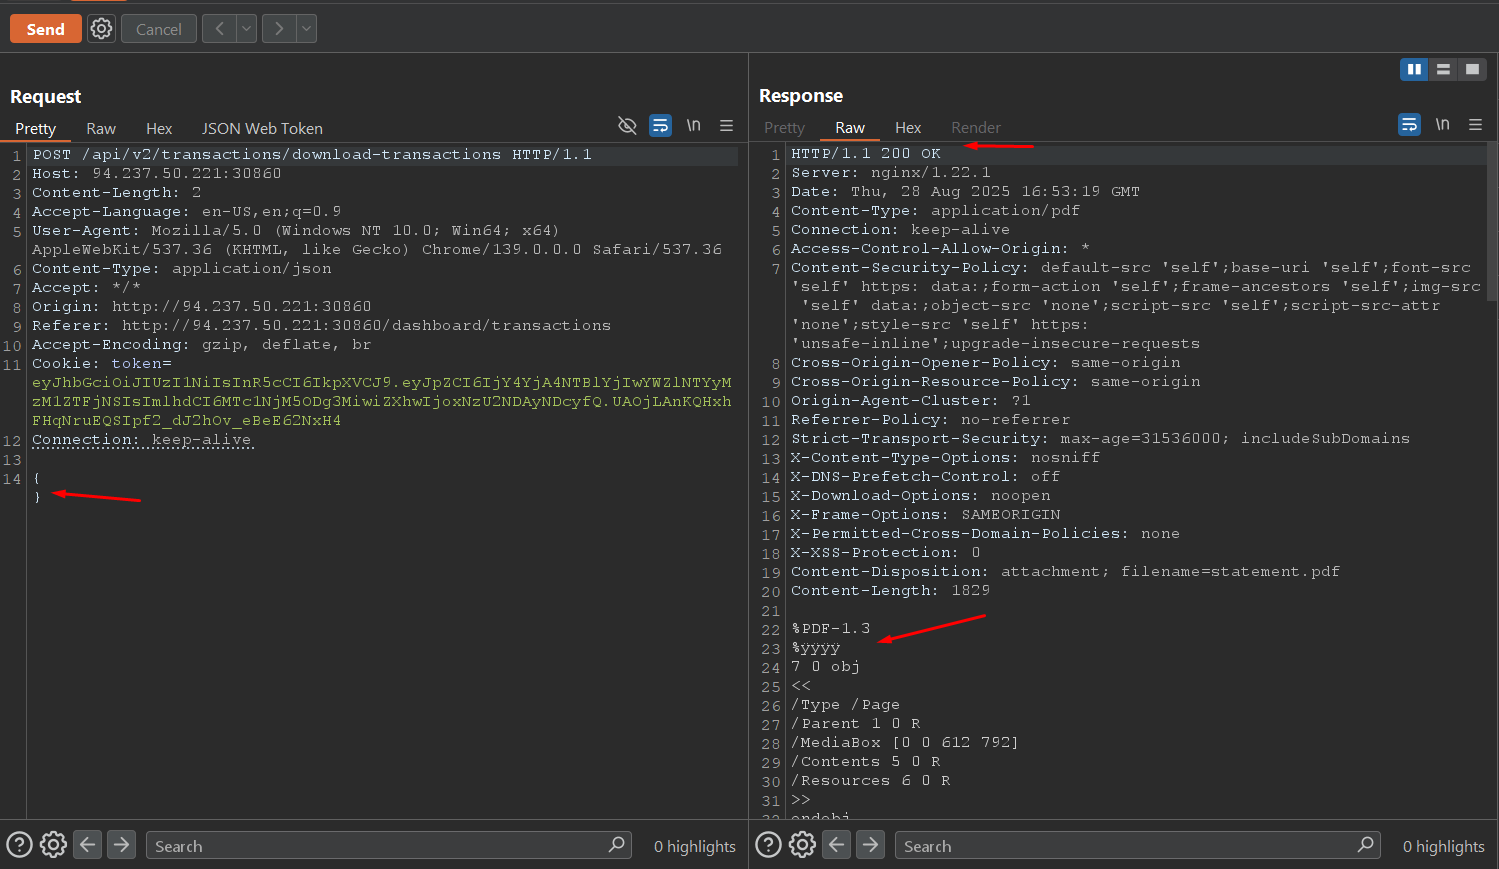 Send
Cancel
Request
Pretty
Raw
Hex
JSON Web Token
\n
1 POST /api/v2/transactions/download-transactions HTTP/1.1
2 Host: 94.237.50.221:30860
3 Content-Length: 2
4 Accept-Language: en-US,en;q=0.9
5 User-Agent: Mozilla/5.0 (Windows NT 10.0; Win64; x64)
AppleWebKit/537.36 (KHTML, like Gecko) Chrome/139.0.0.0 Safari/537.36
6 Content-Type: application/json
7 Accept: */*
8 Origin: http://94.237.50.221:30860
9 Referer: http://94.237.50.221:30860/dashboard/transactions
10 Accept-Encoding: gzip, deflate, br
11 Cookie: token=
eyJhbGciOiJIUzI1NiIsInR5cCI6IkpXVCJ9.eyJpZCI6IjY4YjA4NTBlYjIwYWZlNTYyM
zM1ZTFjNSIsImlhdCI6MTc1NjM5ODg3MiwiZXhwIjoxNzU2NDAyNDcyfQ.UAOjLAnKQHxh
FHqNruEQSIpf2_dJ2hOv_eBeE62NxH4
12 Connection: keep-alive
13
14 {
}
Search
0 highlights
Response
Pretty
Raw
Hex
Render
\n
1 HTTP/1.1 200 OK
2 Server: nginx/1.22.1
3 Date: Thu, 28 Aug 2025 16:53:19 GMT
4 Content-Type: application/pdf
5 Connection: keep-alive
6 Access-Control-Allow-Origin: *
7 Content-Security-Policy: default-src 'self';base-uri 'self';font-src
'self' https: data:;form-action 'self';frame-ancestors 'self';img-src
'self' data:;object-src 'none';script-src 'self';script-src-attr
'none';style-src 'self' https:
'unsafe-inline';upgrade-insecure-requests
8 Cross-Origin-Opener-Policy: same-origin
9 Cross-Origin-Resource-Policy: same-origin
10 Origin-Agent-Cluster: ?1
11 Referrer-Policy: no-referrer
12 Strict-Transport-Security: max-age=31536000; includeSubDomains
13 X-Content-Type-Options: nosniff
14 X-DNS-Prefetch-Control: off
15 X-Download-Options: noopen
16 X-Frame-Options: SAMEORIGIN
17 X-Permitted-Cross-Domain-Policies: none
18 X-XSS-Protection: 0
19 Content-Disposition: attachment; filename=statement.pdf
20 Content-Length: 1829
21
22 %PDF-1.3
23 %ÿÿÿÿ
24 7 0 obj
25 <<
26 /Type /Page
27 /Parent 1 0 R
28 /MediaBox [0 0 612 792]
29 /Contents 5 0 R
30 /Resources 6 0 R
31 >>
32 endobj
Search
0 highlights